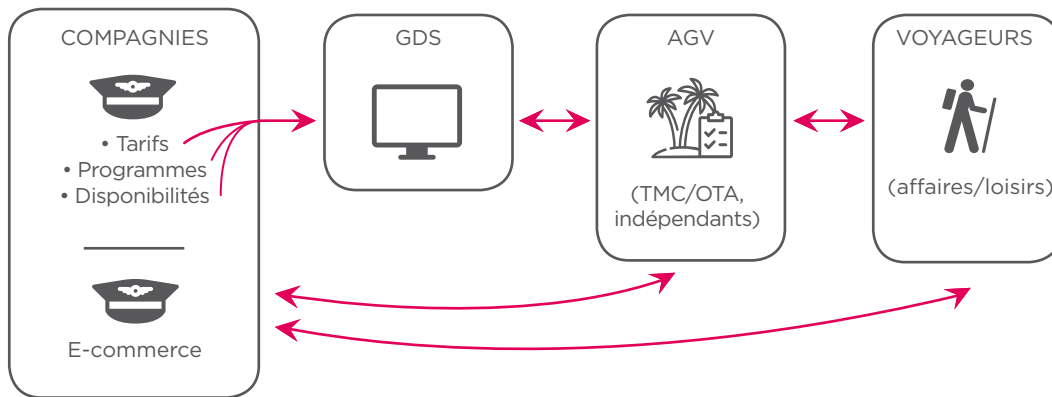 COMPAGNIES
• Tarifs
• Programmes
• Disponibilités
E-commerce
GDS
AGV
(TMC/OTA,
indépendants)
VOYAGEURS
(affaires/loisirs)